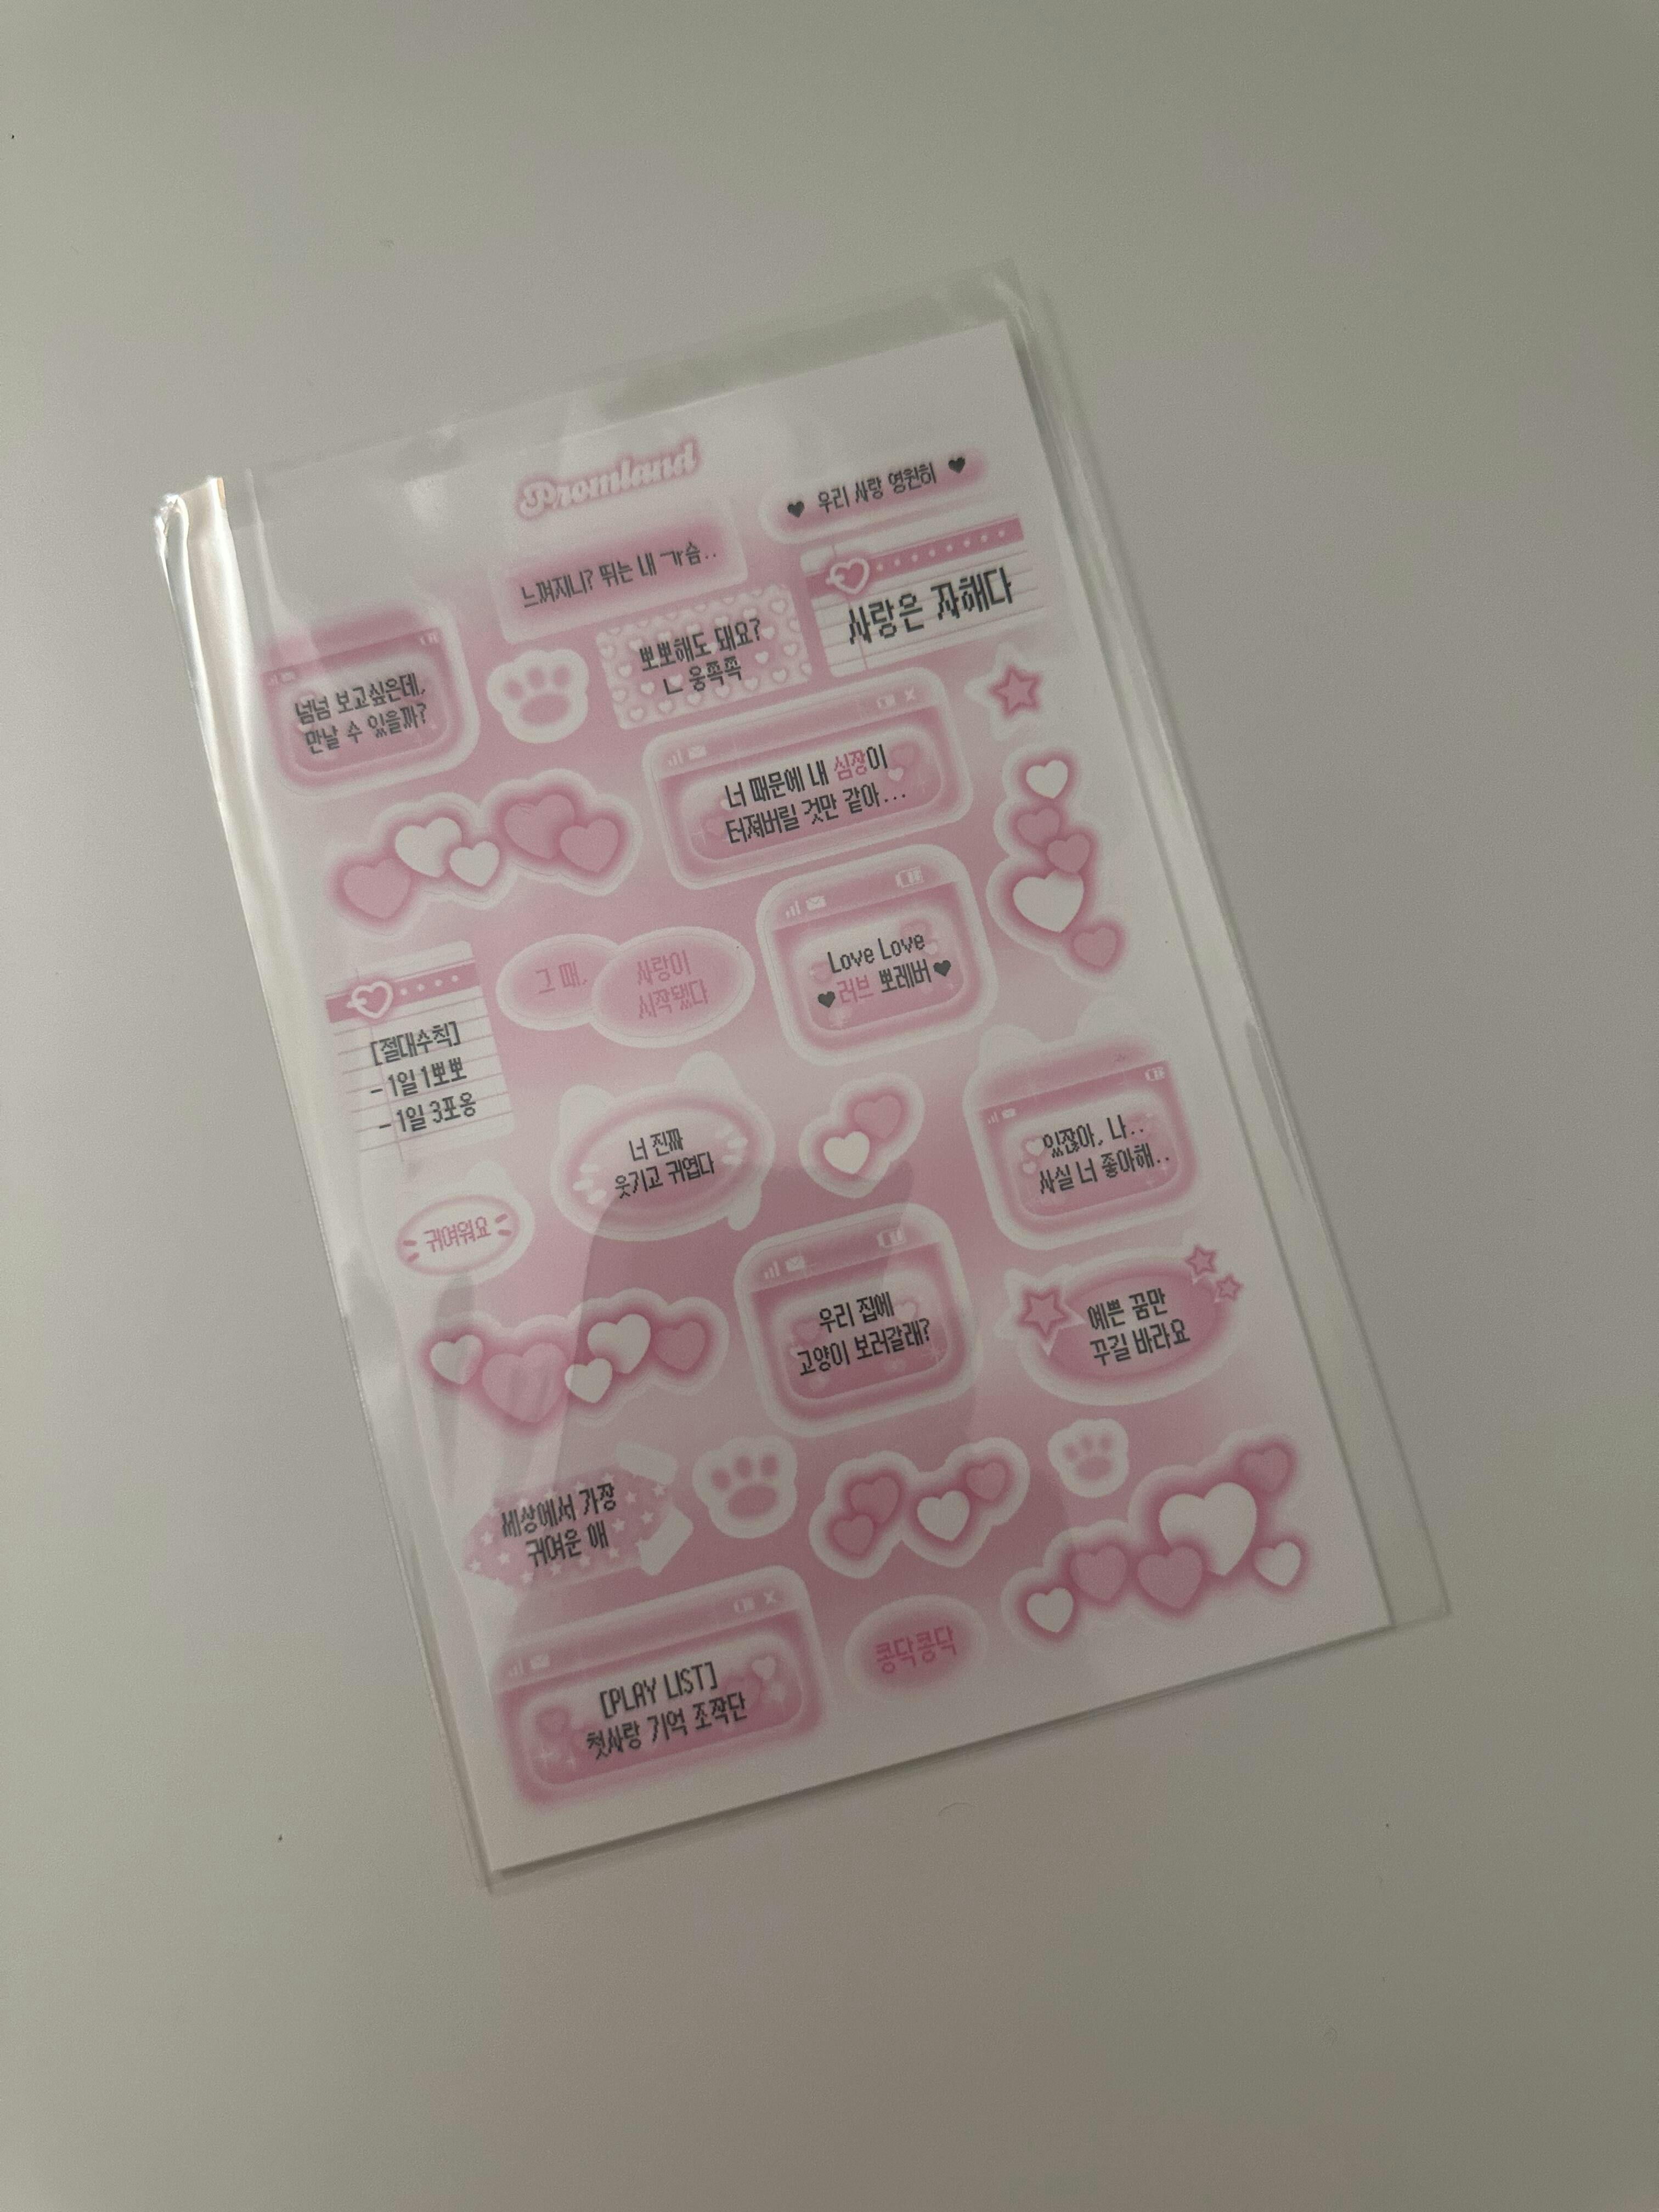 Promland
♥ 우리 사랑 영원히 ♥
느껴지니? 뛰는 내 가슴..
사랑은 자해다
뽀뽀해도 돼요?
ㄴ 웅쪽쪽
넘넘 보고싶은데,
만날 수 있을까?
너 때문에 내 심장이
터져버릴 것만 같아...
Love Love
♥러브 뽀레버♥
그 때,
사랑이
시작됐다
[절대수칙]
- 1일 1뽀뽀
- 1일 3포옹
너 진짜
웃기고 귀엽다
있잖아, 나..
사실 너 좋아해..
귀여워요
우리 집에
고양이 보러갈래?
예쁜 꿈만
꾸길 바라요
세상에서 가장
귀여운 애
[PLAY LIST]
첫사랑 기억 조작단
콩닥콩닥